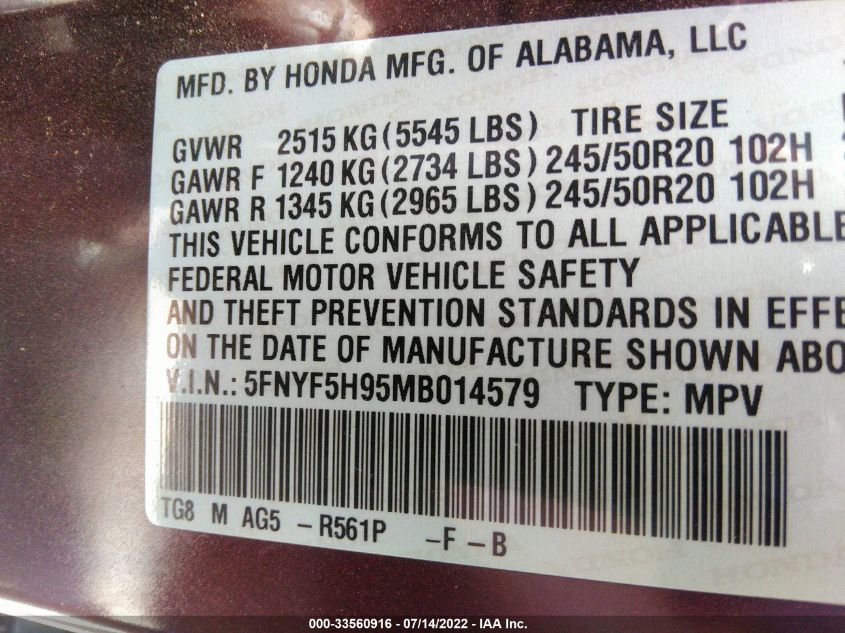 MFD. BY HONDA MFG. OF ALABAMA, LLC
GVWR 2515 KG (5545 LBS) TIRE SIZE
GAWR F 1240 KG (2734 LBS) 245/50R20 102H
GAWR R 1345 KG (2965 LBS) 245/50R20 102H
THIS VEHICLE CONFORMS TO ALL APPLICABLE
FEDERAL MOTOR VEHICLE SAFETY
AND THEFT PREVENTION STANDARDS IN EFFE
ON THE DATE OF MANUFACTURE SHOWN ABO
V.I.N.: 5FNYF5H95MB014579 TYPE: MPV
TG8 M AG5 -R561P -F-B
000-33560916 - 07/14/2022 - IAA Inc.